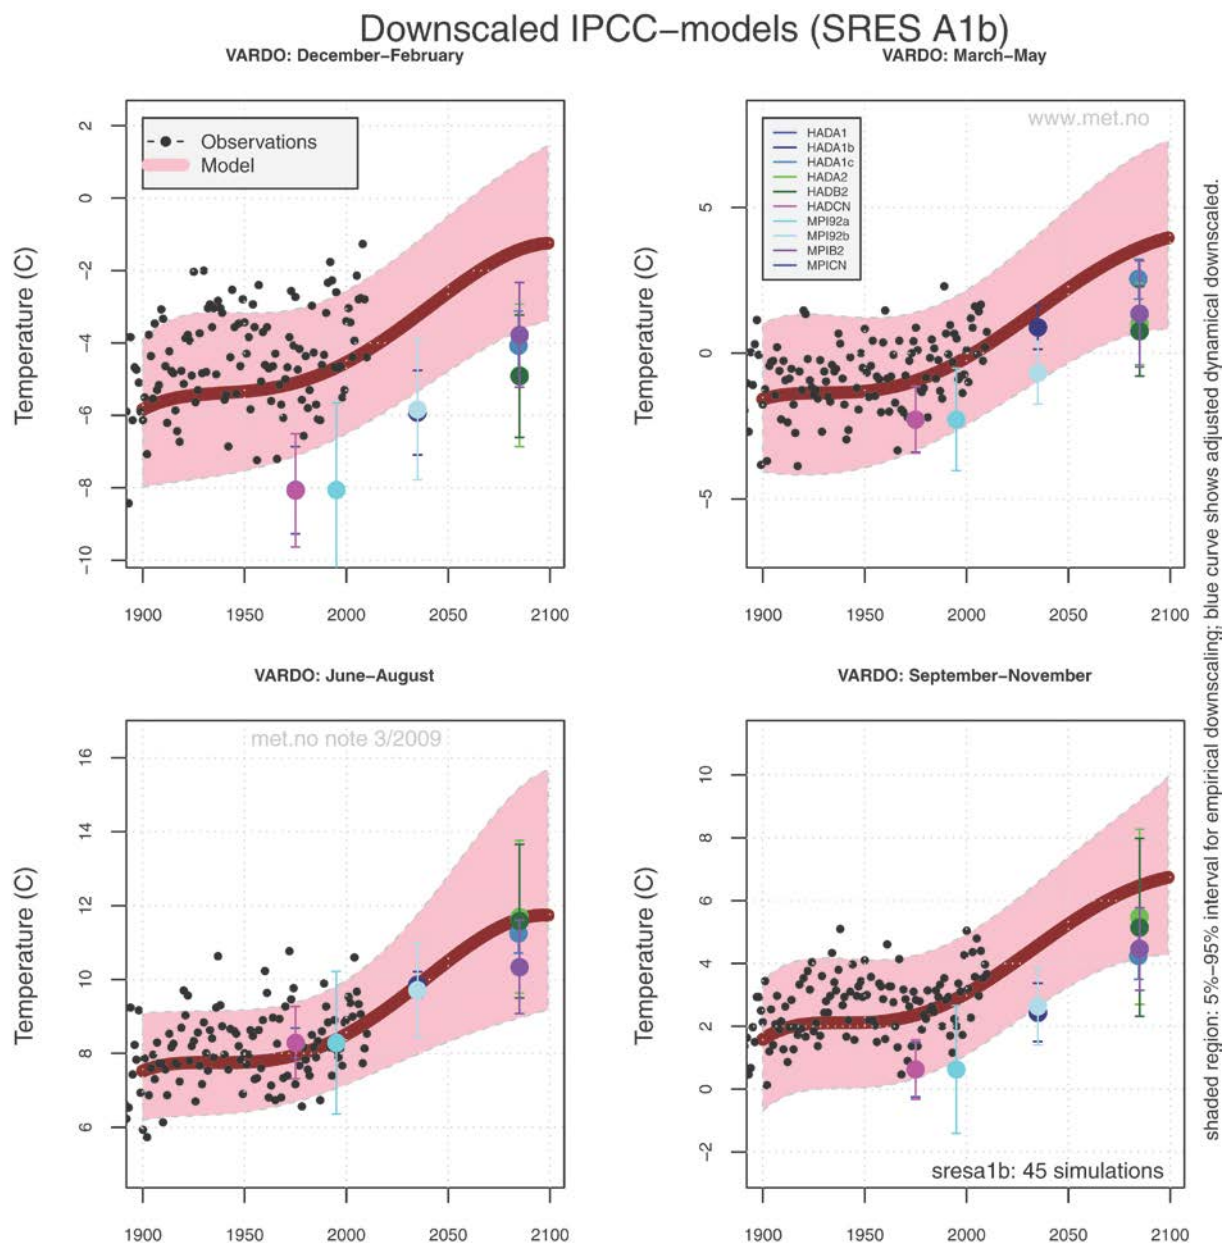 Downscaled IPCC–models (SRES A1b)
VARDO: December–February
Temperature (C)
2
0
−2
−4
−6
−8
−10
Observations
Model
1900 1950 2000 2050 2100
VARDO: March–May
Temperature (C)
5
0
−5
www.met.no
HADA1
HADA1b
HADA1c
HADA2
HADB2
HADCN
MPI92a
MPI92b
MPIB2
MPICN
1900 1950 2000 2050 2100
VARDO: June–August
Temperature (C)
16
14
12
10
8
6
met.no note 3/2009
1900 1950 2000 2050 2100
VARDO: September–November
Temperature (C)
10
8
6
4
2
0
−2
sresa1b: 45 simulations
1900 1950 2000 2050 2100
shaded region: 5%–95% interval for empirical downscaling; blue curve shows adjusted dynamical downscaled.